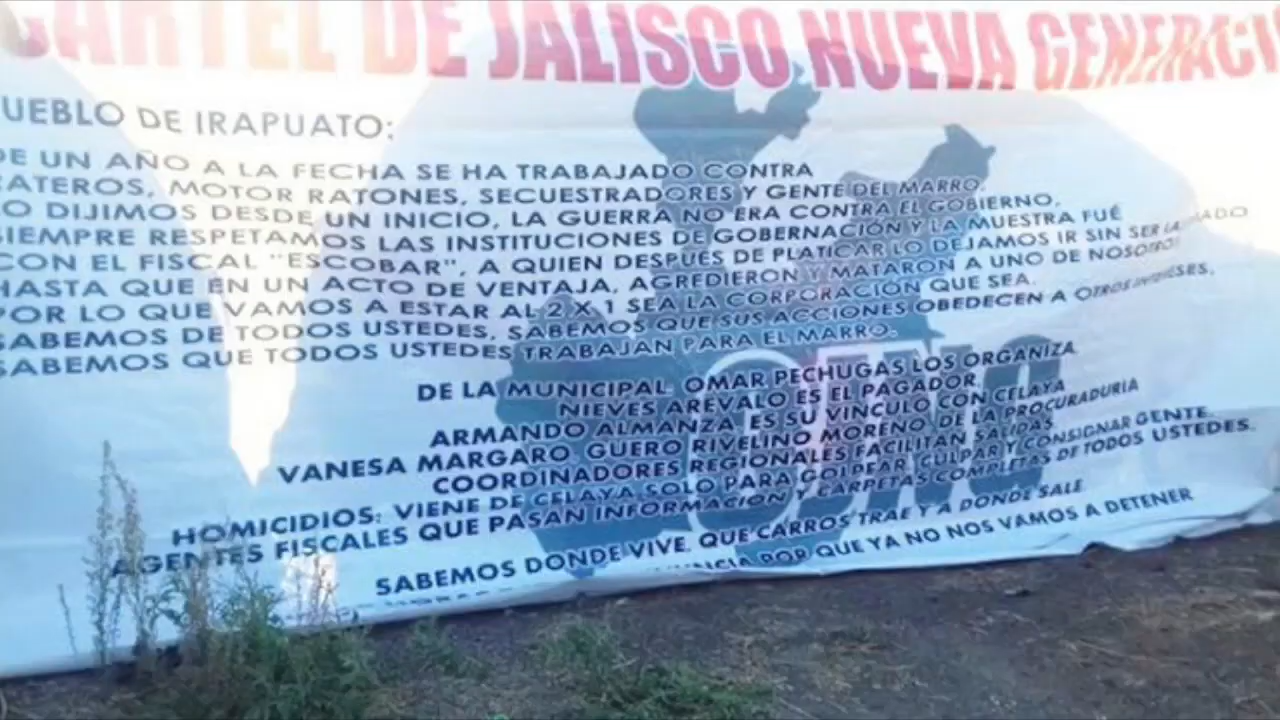 CARTEL DE JALISCO NUEVA GENERACI
UEBLO DE IRAPUATO:
DE UN AÑO A LA FECHA SE HA TRABAJADO CONTRA
RATEROS, MOTOR RATONES, SECUESTRADORES Y GENTE DEL MARRO.
LO DIJIMOS DESDE UN INICIO, LA GUERRA NO ERA CONTRA EL GOBIERNO,
SIEMPRE RESPETAMOS LAS INSTITUCIONES DE GOBERNACIÓN Y LA MUESTRA FUÉ
CON EL FISCAL "ESCOBAR", A QUIEN DESPUES DE PLATICAR LO DEJAMOS IR SIN SER
HASTA QUE EN UN ACTO DE VENTAJA, AGREDIERON Y MATARON A UNO DE NOSOTROS
POR LO QUE VAMOS A ESTAR AL 2 X 1 SEA LA CORPORACIÓN QUE SEA.
SABEMOS DE TODOS USTEDES, SABEMOS QUE SUS ACCIONES OBEDECEN A OTROS INTERESES,
SABEMOS QUE TODOS USTEDES TRABAJAN PARA EL MARRO.
DE LA MUNICIPAL OMAR PECHUGAS LOS ORGANIZA
NIEVES AREVALO ES EL PAGADOR,
ARMANDO ALMANZA ES SU VINCULO CON CELAYA
VANESA MARGARO GUERO RIVELINO MORENO DE LA PROCURADURIA
COORDINADORES REGIONALES FACILITAN SALIDAS.
HOMICIDIOS: VIENE DE CELAYA SOLO PARA GOLPEAR, CULPAR Y CONSIGNAR GENTE.
AGENTES FISCALES QUE PASAN INFORMACION Y CARPETAS COMPLETAS DE TODOS USTEDES.
SABEMOS DONDE VIVE, QUE CARROS TRAE Y A DONDE SALE
POR QUE YA NO NOS VAMOS A DETENER
CJNG